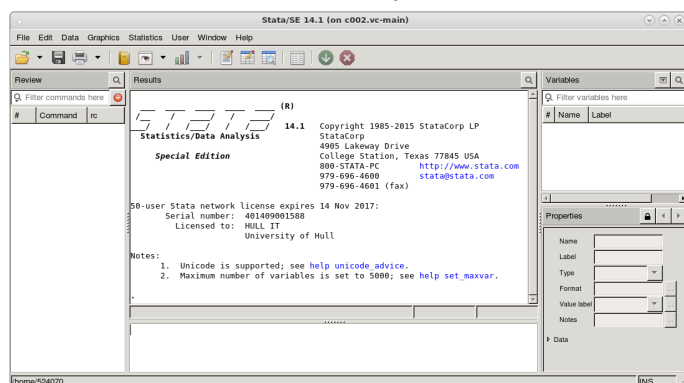 Stata/SE 14.1 (on c002.vc-main)
File Edit Data Graphics Statistics User Window Help
Review
Filter commands here
# Command rc
Results
(R)
14.1 Copyright 1985-2015 StataCorp LP
Statistics/Data Analysis StataCorp
4905 Lakeway Drive
Special Edition College Station, Texas 77845 USA
800-STATA-PC http://www.stata.com
979-696-4600 stata@stata.com
979-696-4601 (fax)
50-user Stata network license expires 14 Nov 2017:
Serial number: 401409001588
Licensed to: HULL IT
University of Hull
Notes:
1. Unicode is supported; see help unicode_advice.
2. Maximum number of variables is set to 5000; see help set_maxvar.
.
Variables
Filter variables here
# Name Label
Properties
Name
Label
Type
Format
Value label
Notes
Data
/home/524070
INS